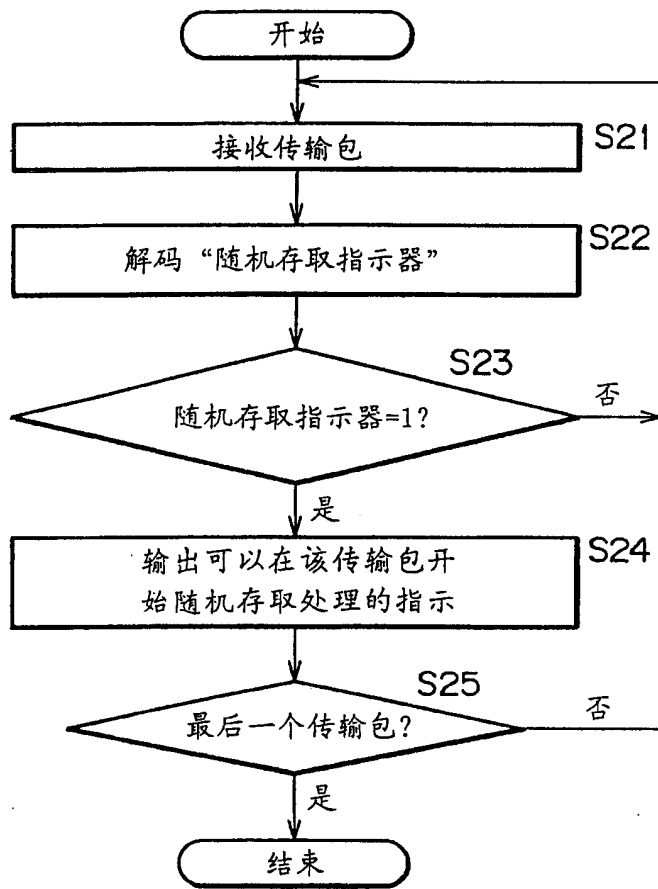 开始
接收传输包
S21
解码“随机存取指示器”
S22
S23
随机存取指示器=1?
否
是
输出可以在该传输包开
始随机存取处理的指示
S24
S25
最后一个传输包?
否
是
结束